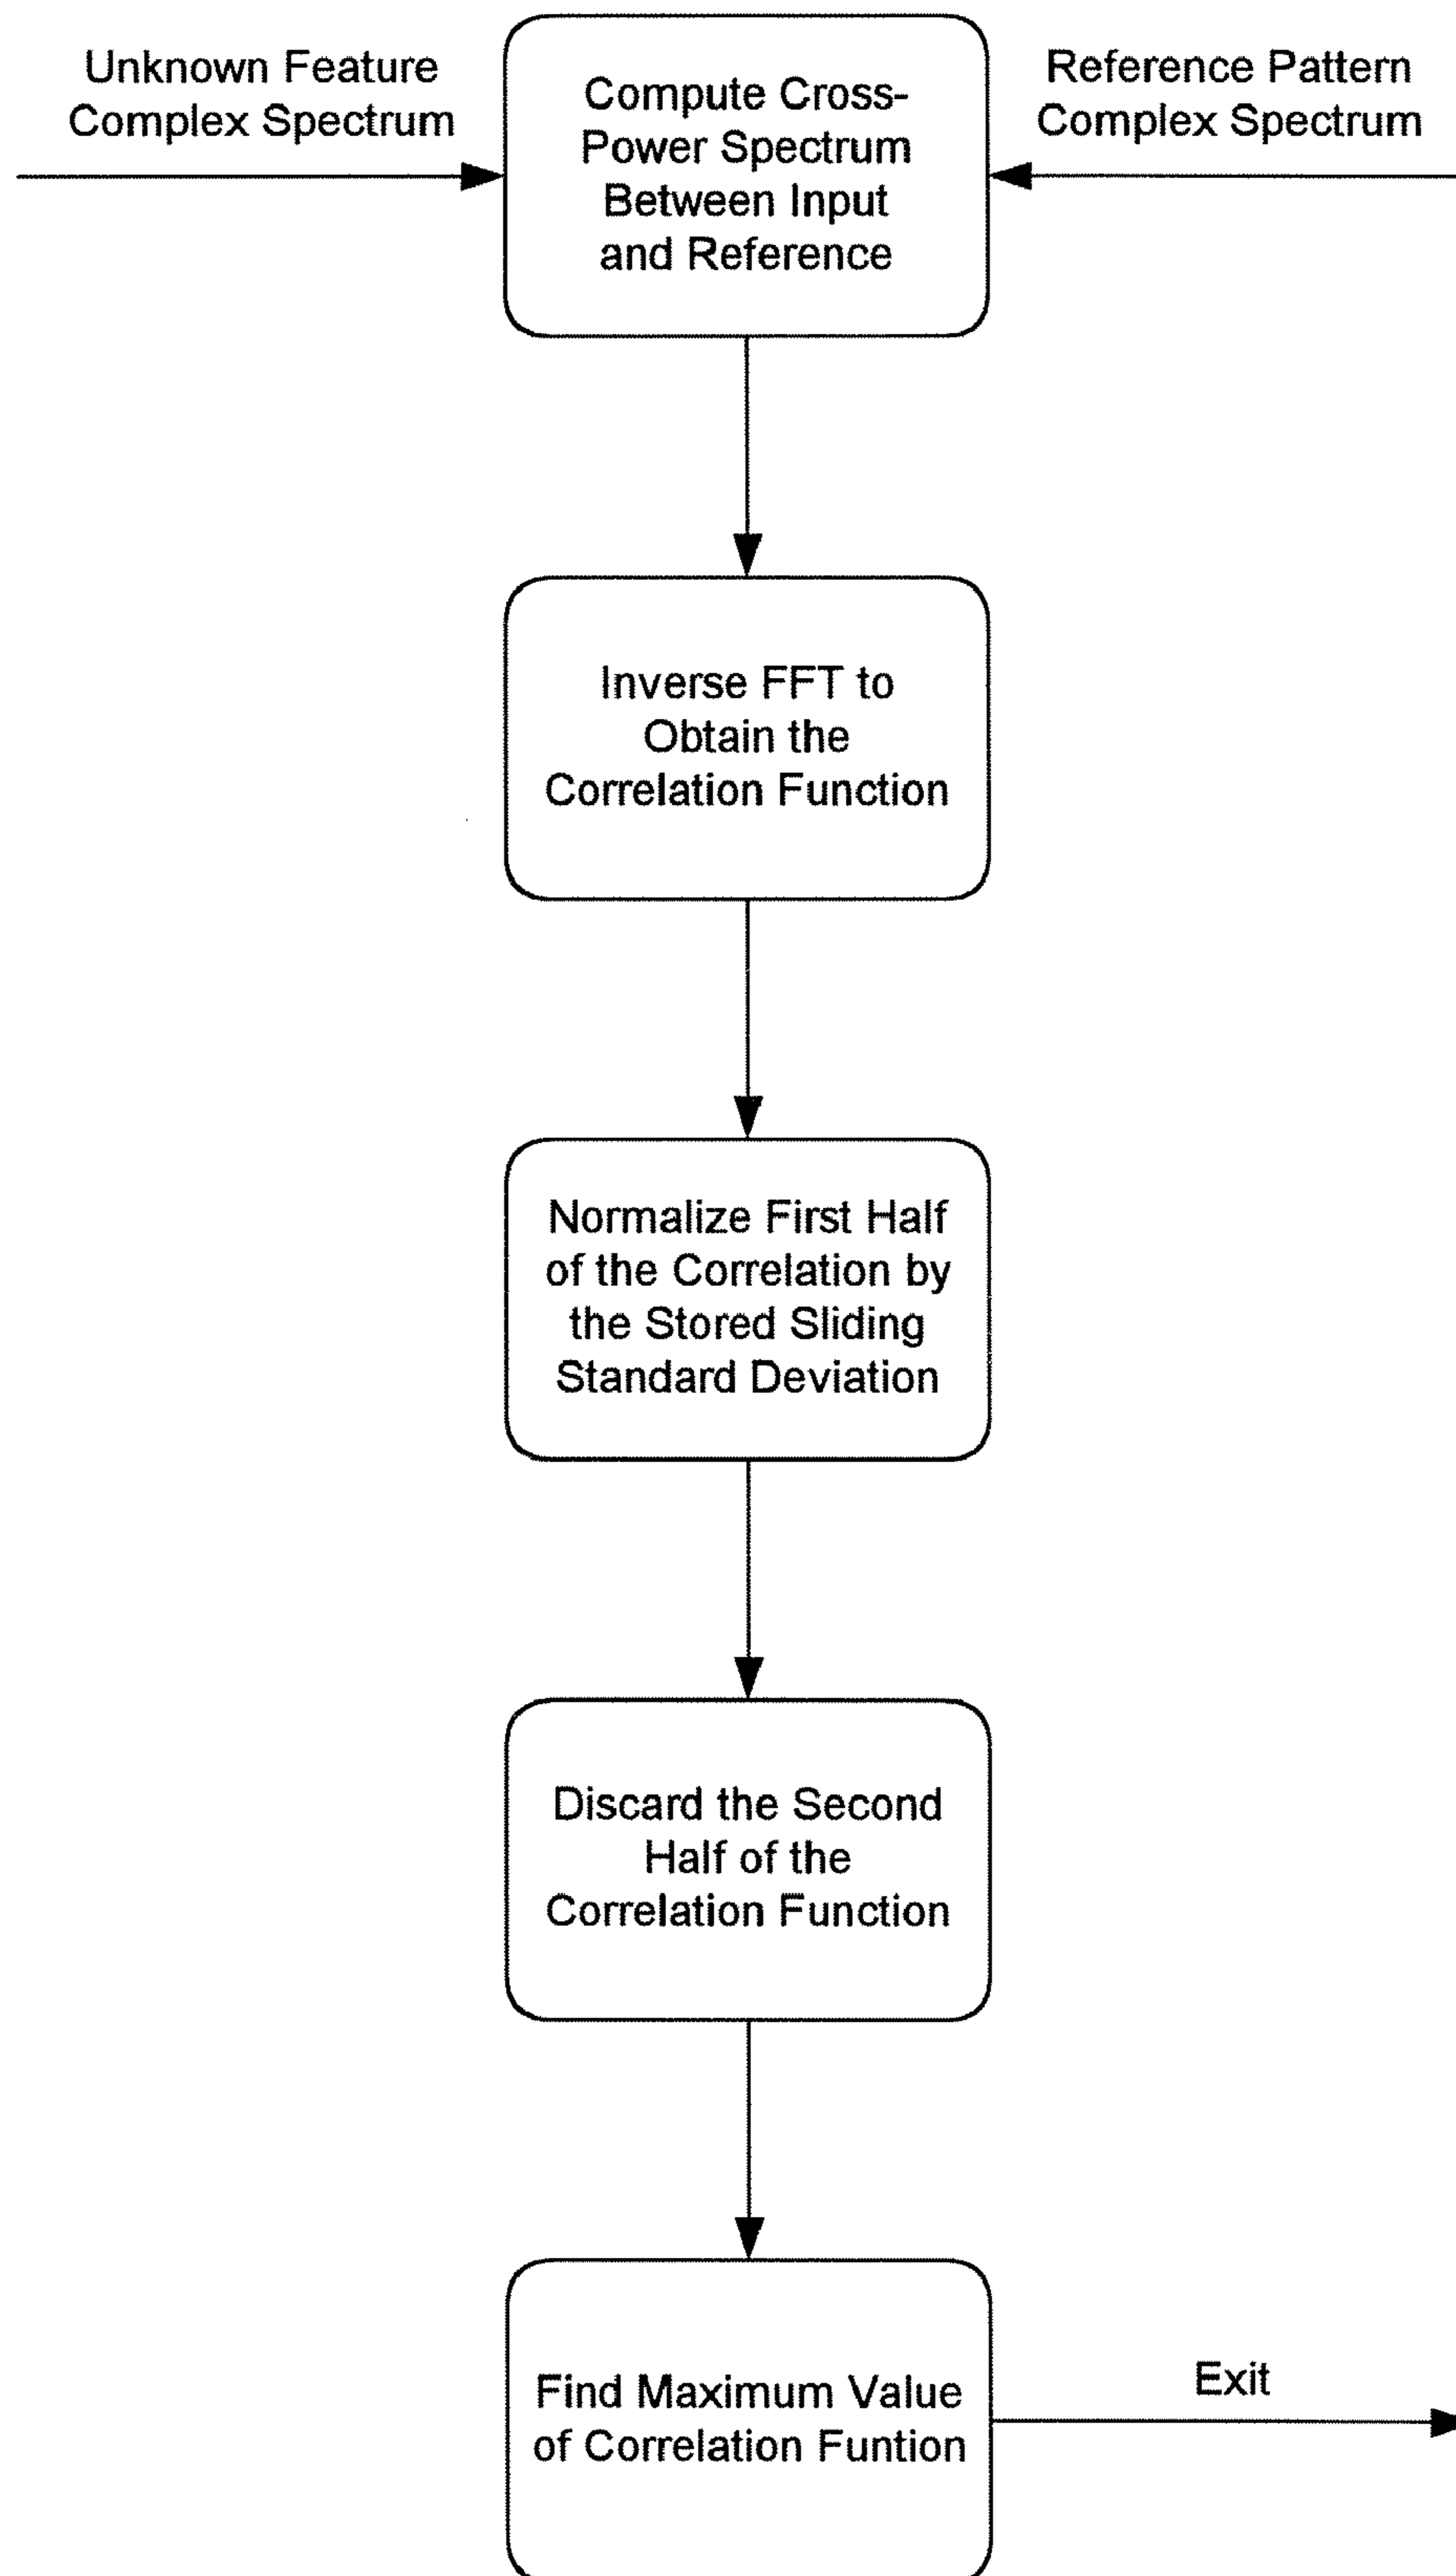 Unknown Feature
Complex Spectrum
Compute Cross-
Power Spectrum
Between Input
and Reference
Reference Pattern
Complex Spectrum
Inverse FFT to
Obtain the
Correlation Function
Normalize First Half
of the Correlation by
the Stored Sliding
Standard Deviation
Discard the Second
Half of the
Correlation Function
Find Maximum Value
of Correlation Funtion
Exit